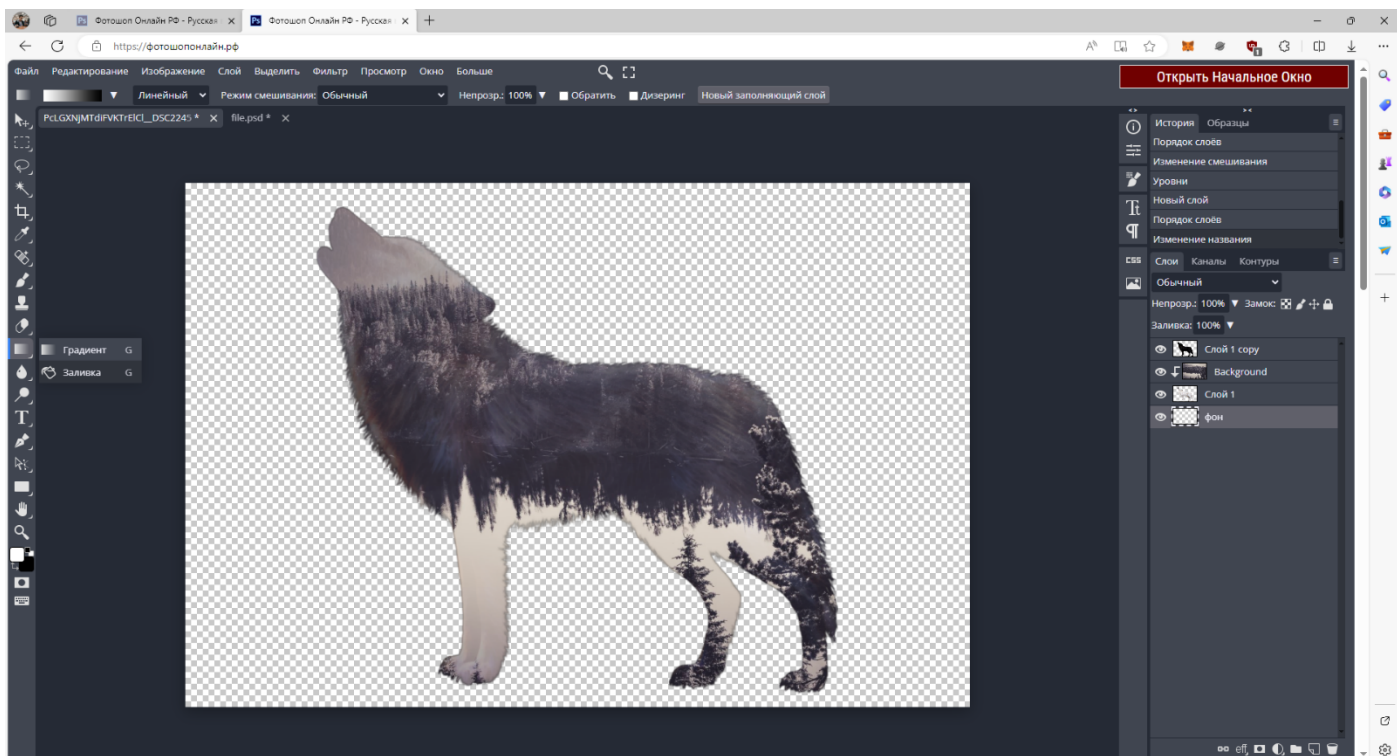 Фотошоп Онлайн РФ - Русская
Фотошоп Онлайн РФ - Русская
https://фотошопонлайн.рф
Файл Редактирование Изображение Слой Выделить Фильтр Просмотр Окно Больше
Открыть Начальное Окно
Линейный Режим смешивания: Обычный Непрозр.: 100% Обратить Дизеринг Новый заполняющий слой
PcLGXNjMTdiFVKTrElCl__DSC2245 * file.psd *
История Образцы
Порядок слоёв
Изменение смешивания
Уровни
Новый слой
Порядок слоёв
Изменение названия
CSS
Слои Каналы Контуры
Обычный
Непрозр.: 100% Замок:
Заливка: 100%
Градиент G
Заливка G
Слой 1 copy
Background
Слой 1
фон
eff